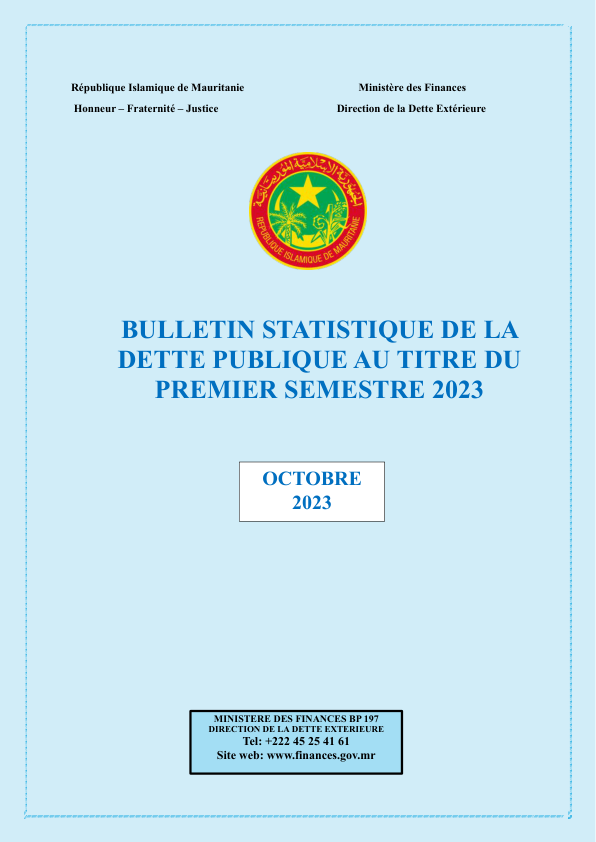 République Islamique de Mauritanie
Ministère des Finances
Honneur – Fraternité – Justice
Direction de la Dette Extérieure
الجمهورية الإسلامية الموريتانية
REPUBLIQUE ISLAMIQUE DE MAURITANIE
BULLETIN STATISTIQUE DE LA
DETTE PUBLIQUE AU TITRE DU
PREMIER SEMESTRE 2023
OCTOBRE
2023
MINISTERE DES FINANCES BP 197
DIRECTION DE LA DETTE EXTERIEURE
Tel: +222 45 25 41 61
Site web: www.finances.gov.mr